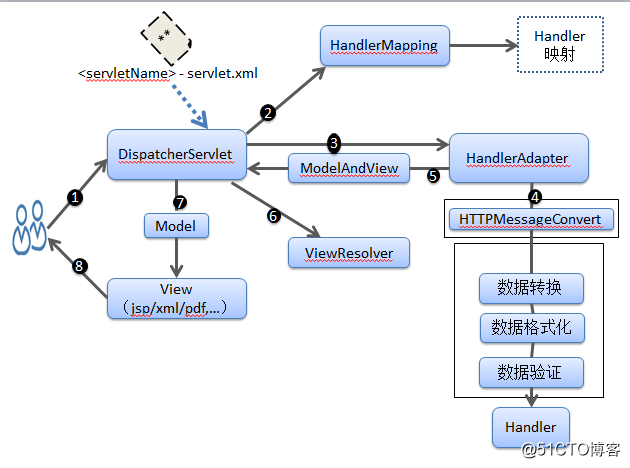 **
<servletName> - servlet.xml
HandlerMapping
Handler
映射
2
3
DispatcherServlet
ModelAndView
HandlerAdapter
5
1
7
6
4
Model
HTTPMessageConvert
8
ViewResolver
View
(jsp/xml/pdf,...)
数据转换
数据格式化
数据验证
Handler
@51CTO博客